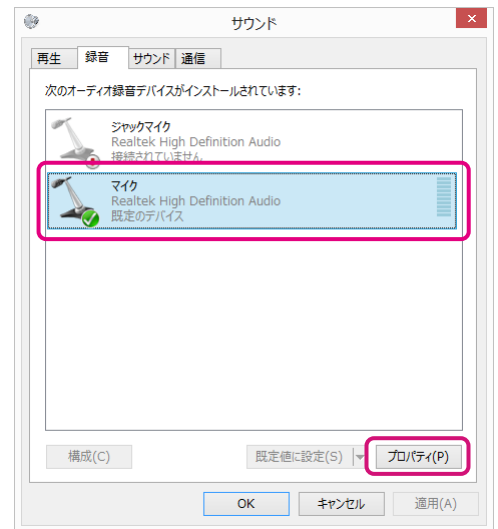 サウンド
再生 録音 サウンド 通信
次のオーディオ録音デバイスがインストールされています:
ジャックマイク
Realtek High Definition Audio
接続されていません
マイク
Realtek High Definition Audio
既定のデバイス
構成(C) 既定値に設定(S) プロパティ(P)
OK キャンセル 適用(A)